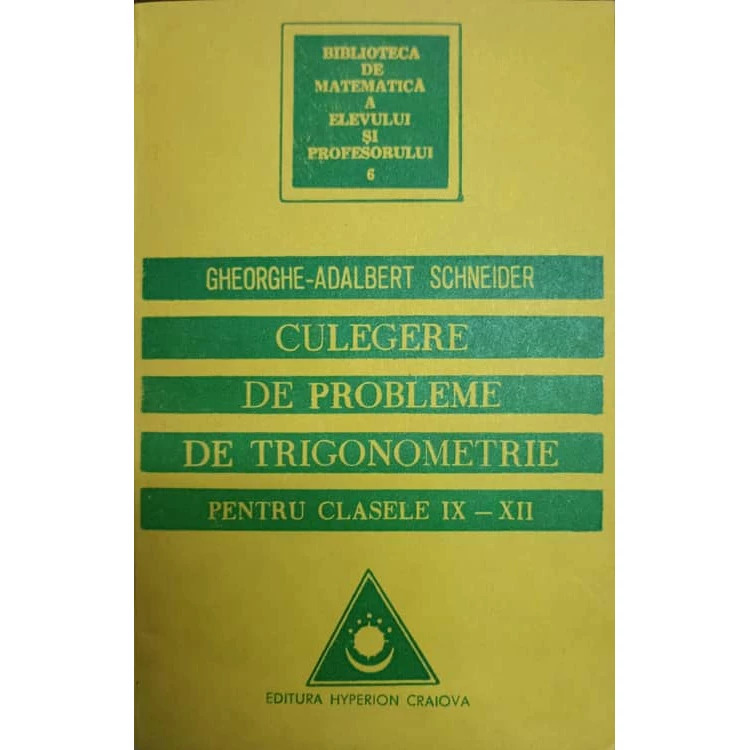 BIBLIOTECA
DE
MATEMATICĂ
A
ELEVULUI
ŞI
PROFESORULUI
6
GHEORGHE-ADALBERT SCHNEIDER
CULEGERE
DE PROBLEME
DE TRIGONOMETRIE
PENTRU CLASELE IX – XII
EDITURA HYPERION CRAIOVA